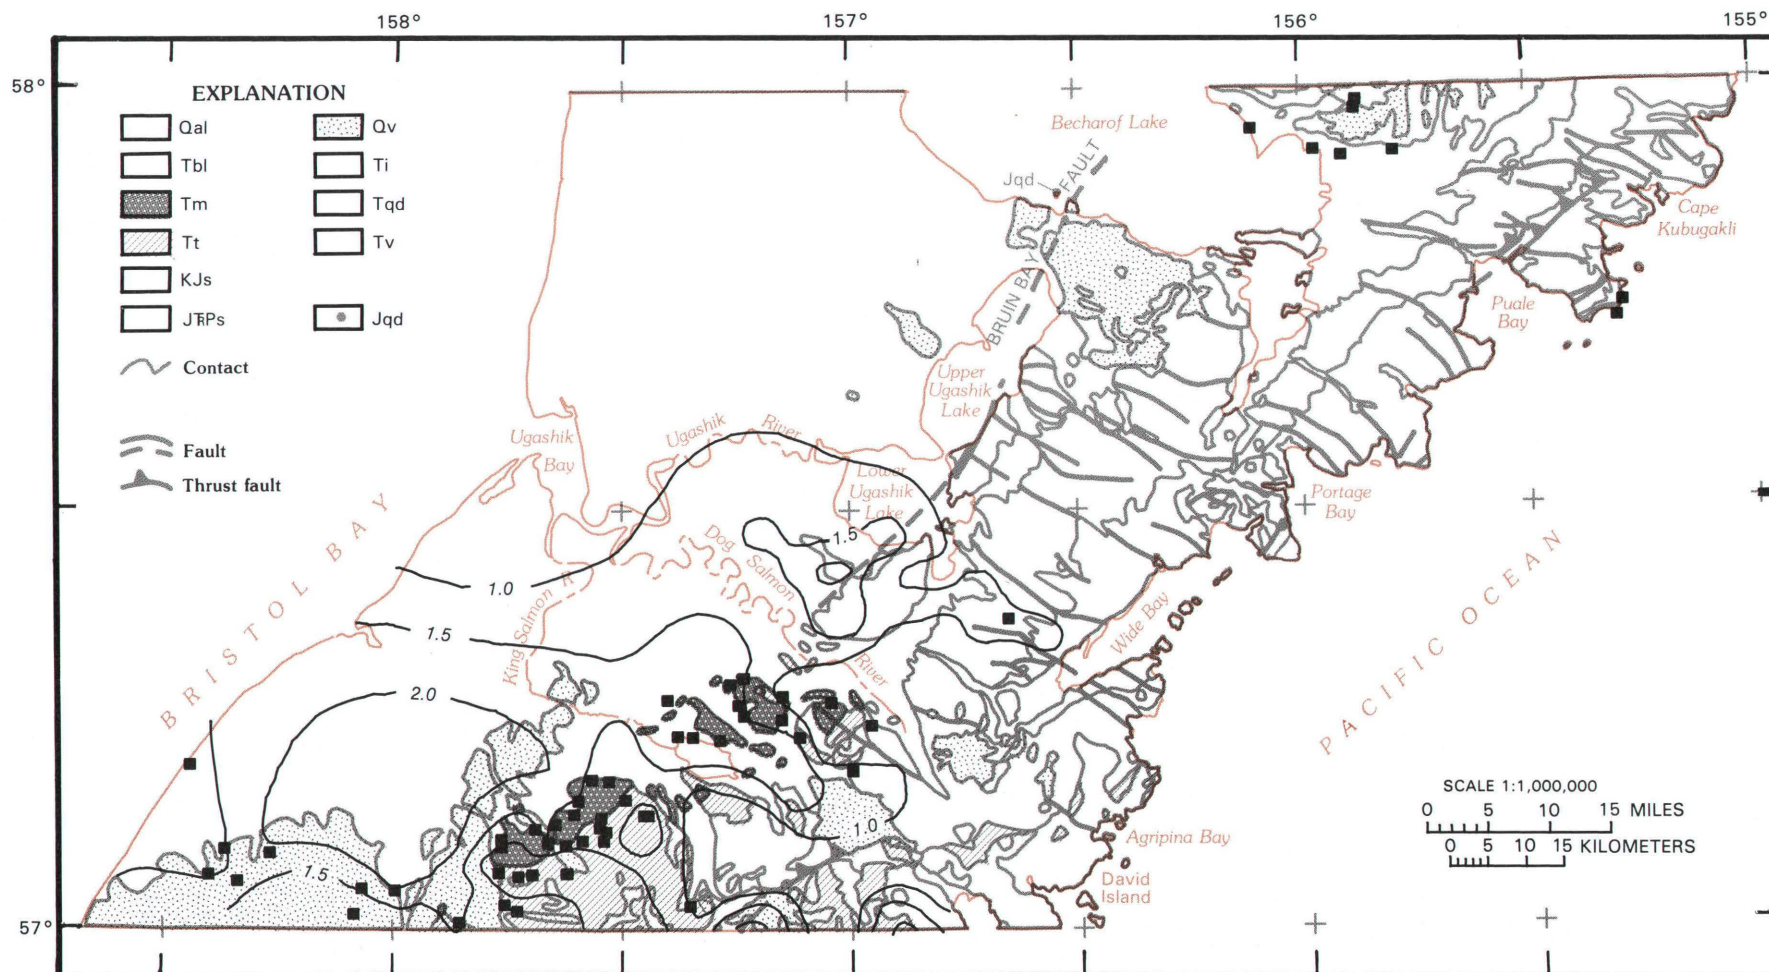 158°
157°
156°
155°
58°
57°
EXPLANATION
Qal
Qv
Tbl
Ti
Tm
Tqd
Tt
Tv
KJs
JTRPs
Jqd
Contact
Fault
Thrust fault
Becharof Lake
Jqd
BRUIN BAY FAULT
Cape
Kubugakli
Puale
Bay
Upper
Ugashik
Lake
Ugashik
Bay
Ugashik River
Lower
Ugashik
Lake
Portage
Bay
BRISTOL BAY
Dog Salmon River
King Salmon R
Wide Bay
PACIFIC OCEAN
1.0
1.5
1.5
2.0
1.5
1.0
Agripina Bay
David
Island
SCALE 1:1,000,000
0 5 10 15 MILES
0 5 10 15 KILOMETERS